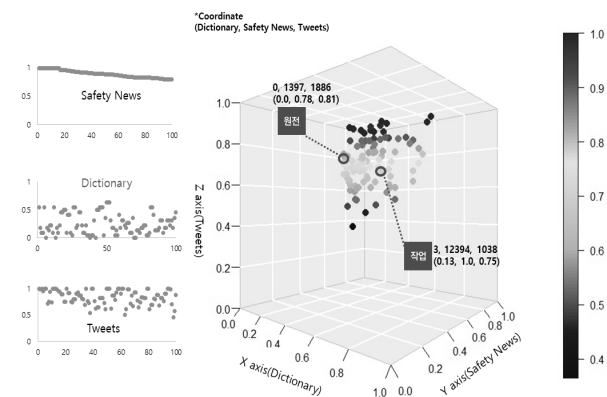 *Coordinate
(Dictionary, Safety News, Tweets)
1
0.5
0
Safety News
0 20 40 60 80 100
Dictionary
1
0.5
0
0 50 100
1
0.5
0
Tweets
0 20 40 60 80 100
0, 1397, 1886
(0.0, 0.78, 0.81)
원전
작업
3, 12394, 1038
(0.13, 1.0, 0.75)
Z axis(Tweets)
1.0
0.8
0.6
0.4
0.2
0.0
X axis(Dictionary)
0.0 0.2 0.4 0.6 0.8 1.0
Y axis(Safety News)
0.0 0.2 0.4 0.6 0.8 1.0
1.0
0.9
0.8
0.7
0.6
0.5
0.4